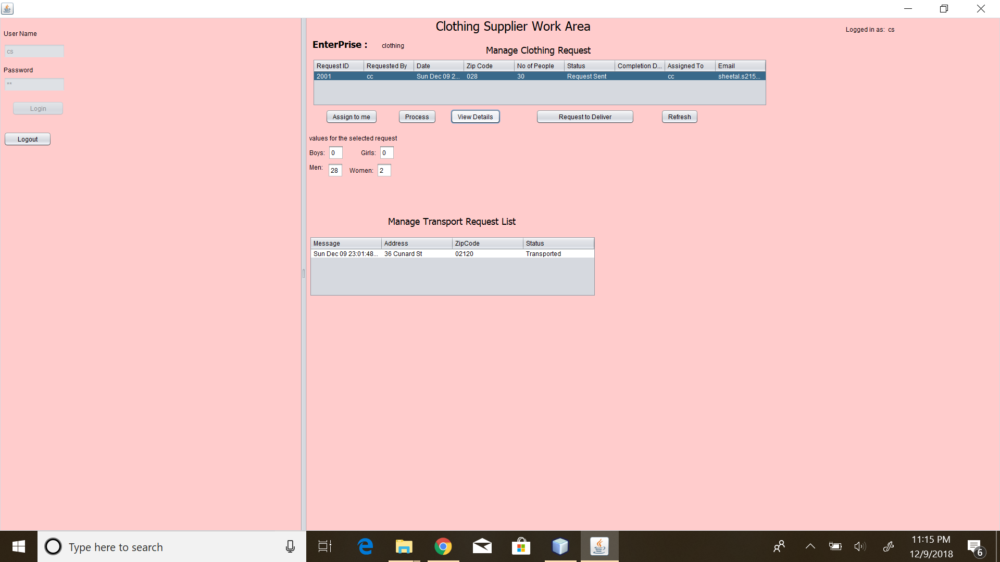 Clothing Supplier Work Area
Logged in as: cs
User Name
cs
Password
**
Login
Logout
EnterPrise : clothing
Manage Clothing Request
Request ID Requested By Date Zip Code No of People Status Completion D... Assigned To Email
2001 cc Sun Dec 09 2... 028 30 Request Sent cc sheetal.s215...
Assign to me Process View Details Request to Deliver Refresh
values for the selected request
Boys: 0 Girls: 0
Men: 28 Women: 2
Manage Transport Request List
Message Address ZipCode Status
Sun Dec 09 23:01:48... 36 Cunard St 02120 Transported
Type here to search
11:15 PM
12/9/2018
6